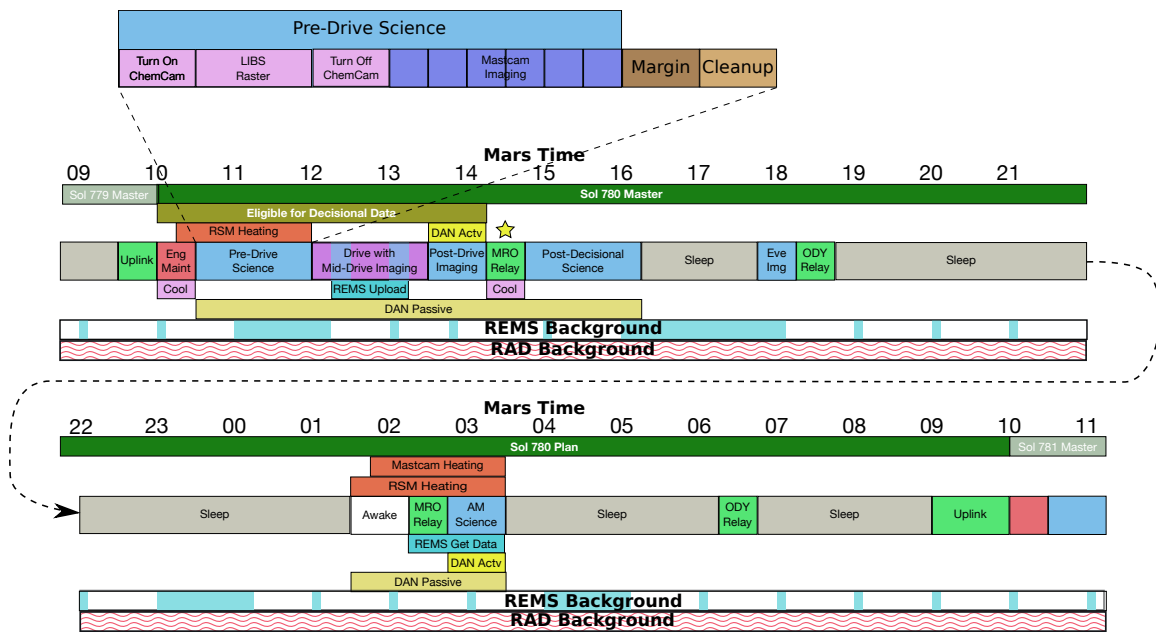 Pre-Drive Science
Turn On
ChemCam
LIBS
Raster
Turn Off
ChemCam
Mastcam
Imaging
Margin
Cleanup
Mars Time
09 10 11 12 13 14 15 16 17 18 19 20 21
Sol 779 Master
Sol 780 Master
Eligible for Decisional Data
RSM Heating
DAN Actv
Uplink
Eng
Maint
Pre-Drive
Science
Drive with
Mid-Drive Imaging
Post-Drive
Imaging
MRO
Relay
Post-Decisional
Science
Sleep
Eve
Img
ODY
Relay
Sleep
Cool
REMS Upload
Cool
DAN Passive
REMS Background
RAD Background
Mars Time
22 23 00 01 02 03 04 05 06 07 08 09 10 11
Sol 780 Plan
Sol 781 Master
Mastcam Heating
RSM Heating
Sleep
Awake
MRO
Relay
AM
Science
Sleep
ODY
Relay
Sleep
Uplink
REMS Get Data
DAN Actv
DAN Passive
REMS Background
RAD Background